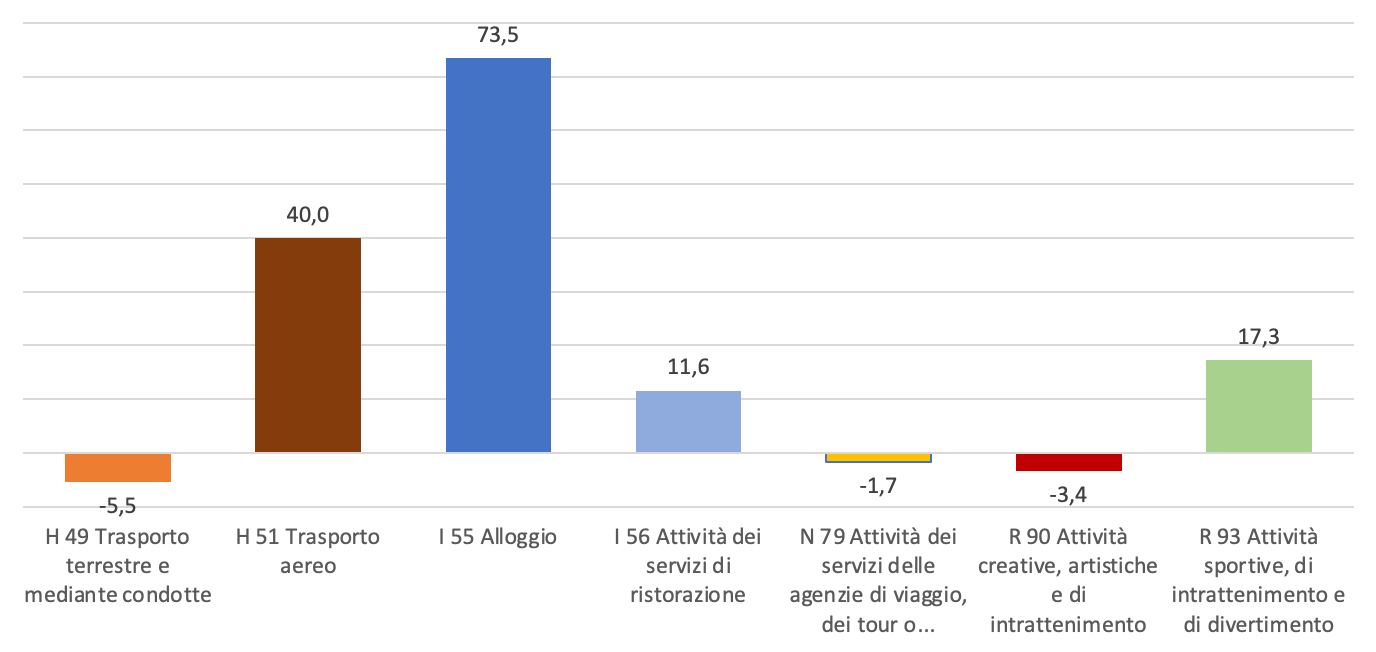 73,5
40,0
17,3
11,6
-1,7
-3,4
-5,5
H 49 Trasporto
terrestre e
mediante condotte
H 51 Trasporto
aereo
I 55 Alloggio
I 56 Attività dei
servizi di
ristorazione
N 79 Attività dei
servizi delle
agenzie di viaggio,
dei tour o...
R 90 Attività
creative, artistiche
e di
intrattenimento
R 93 Attività
sportive, di
intrattenimento e
di divertimento